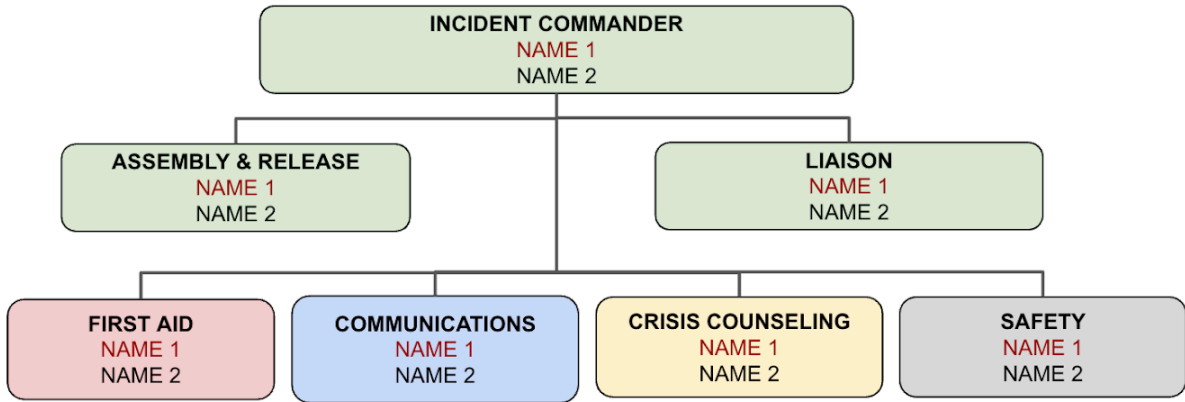 INCIDENT COMMANDER
NAME 1
NAME 2
ASSEMBLY & RELEASE
NAME 1
NAME 2
LIAISON
NAME 1
NAME 2
FIRST AID
NAME 1
NAME 2
COMMUNICATIONS
NAME 1
NAME 2
CRISIS COUNSELING
NAME 1
NAME 2
SAFETY
NAME 1
NAME 2